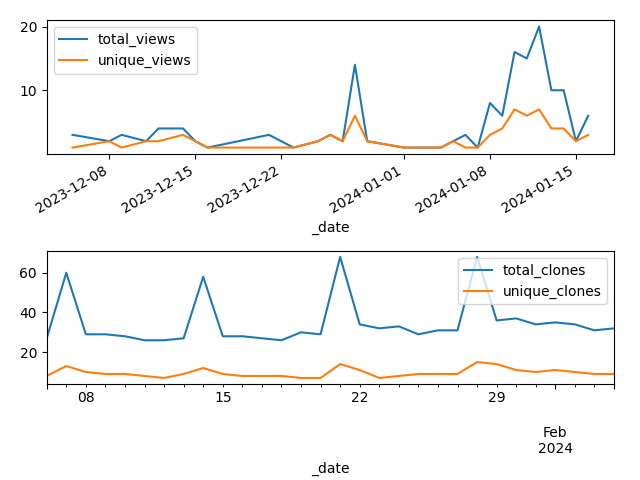 20
10
total_views
unique_views
2023-12-08
2023-12-15
2023-12-22
2024-01-01
2024-01-08
2024-01-15
_date
60
40
20
total_clones
unique_clones
08
15
22
29
Feb
2024
_date